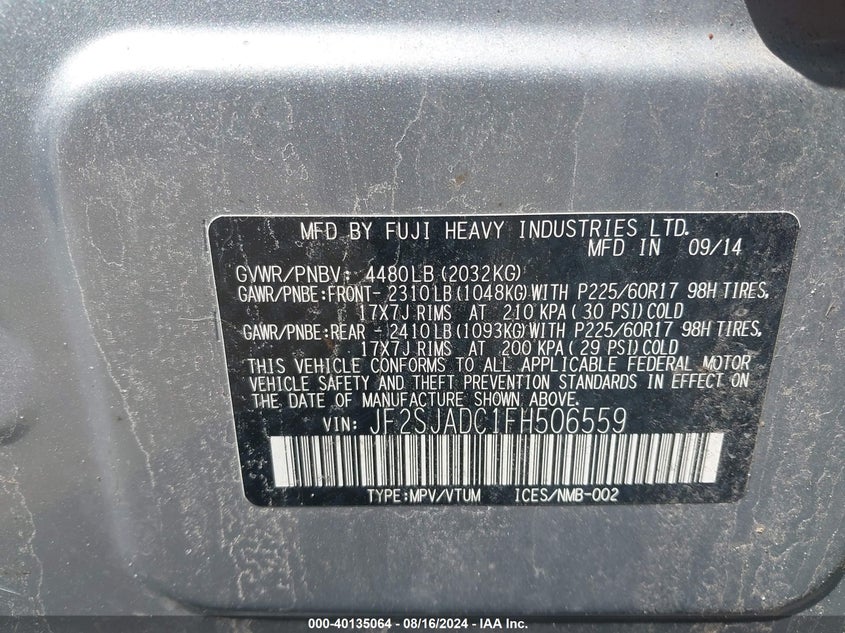 MFD BY FUJI HEAVY INDUSTRIES LTD.
MFD IN 09/14
GVWR/PNBV: 4480LB(2032KG)
GAWR/PNBE:FRONT- 2310LB(1048KG)WITH P225/60R17 98H TIRES,
17X7J RIMS AT 210 KPA(30 PSI)COLD
GAWR/PNBE:REAR - 2410LB(1093KG)WITH P225/60R17 98H TIRES,
17X7J RIMS AT 200 KPA(29 PSI)COLD
THIS VEHICLE CONFORMS TO ALL APPLICABLE FEDERAL MOTOR
VEHICLE SAFETY AND THEFT PREVENTION STANDARDS IN EFFECT ON
THE DATE OF MANUFACTURE SHOWN ABOVE.
VIN: JF2SJADC1FH506559
TYPE:MPV/VTUM ICES/NMB-002
000-40135064 - 08/16/2024 - © IAA Holdings, LLC.